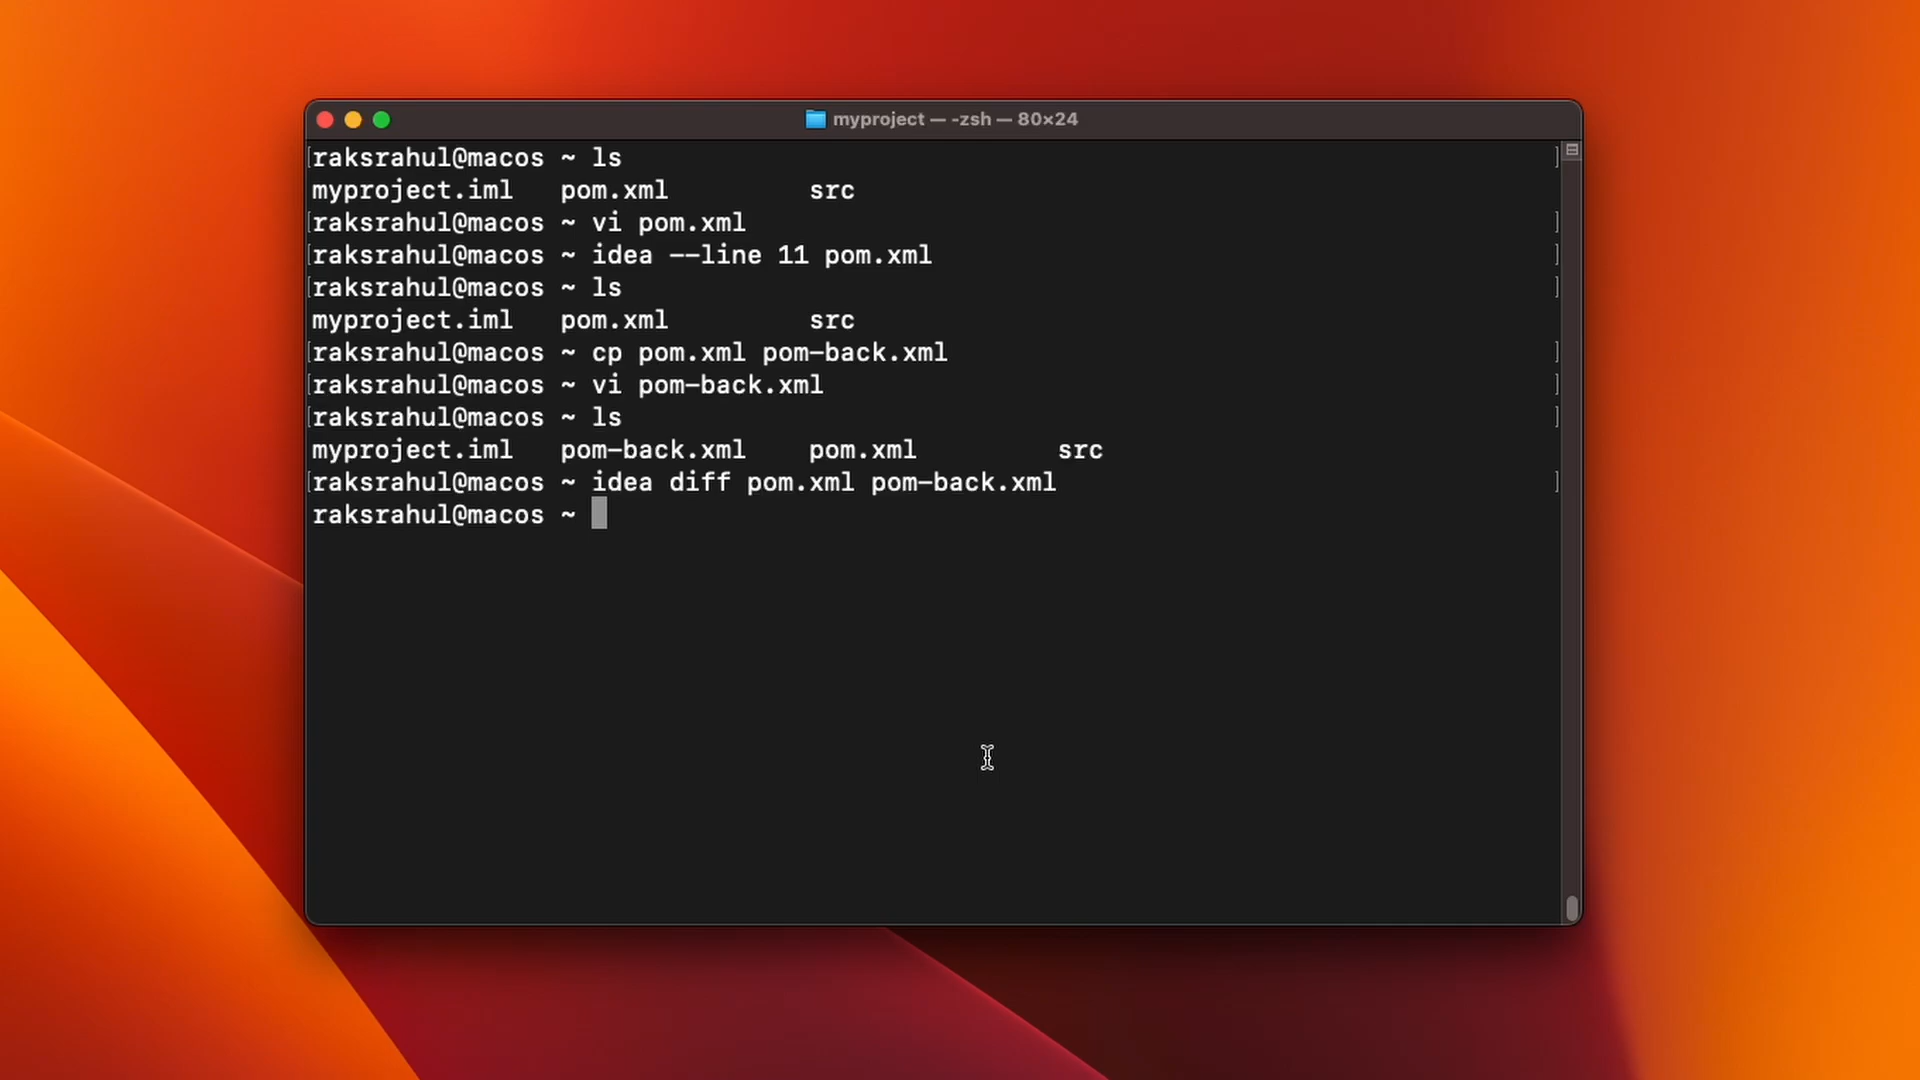 myproject — -zsh — 80×24
raksrahul@macos ~ ls
myproject.iml pom.xml src
raksrahul@macos ~ vi pom.xml
raksrahul@macos ~ idea --line 11 pom.xml
raksrahul@macos ~ ls
myproject.iml pom.xml src
raksrahul@macos ~ cp pom.xml pom-back.xml
raksrahul@macos ~ vi pom-back.xml
raksrahul@macos ~ ls
myproject.iml pom-back.xml pom.xml src
raksrahul@macos ~ idea diff pom.xml pom-back.xml
raksrahul@macos ~